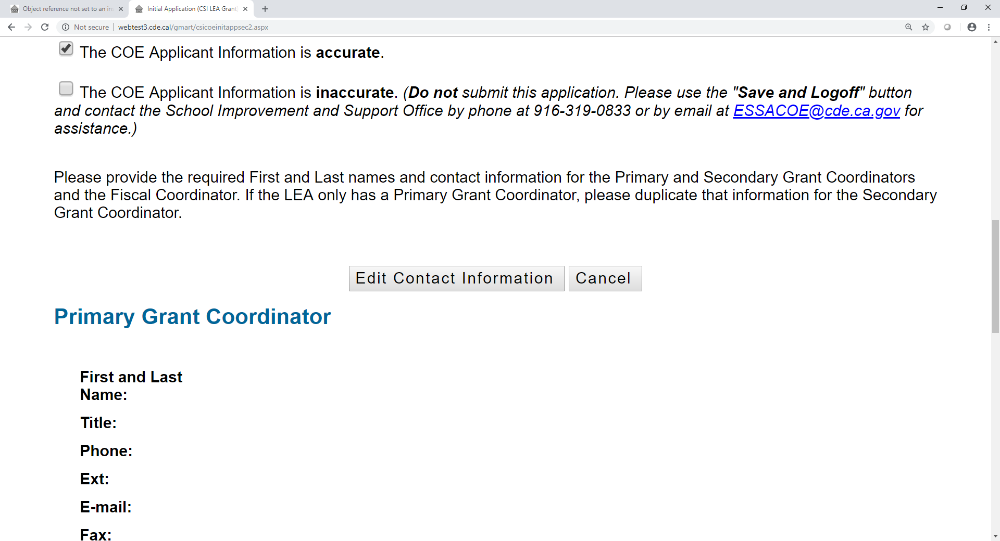 Object reference not set to an ins
Initial Application (CSI LEA Grant)
Not secure | webtest3.cde.cal/gmart/csicoeinitappsec2.aspx
The COE Applicant Information is accurate.
The COE Applicant Information is inaccurate. (Do not submit this application. Please use the "Save and Logoff" button
and contact the School Improvement and Support Office by phone at 916-319-0833 or by email at ESSACOE@cde.ca.gov for
assistance.)
Please provide the required First and Last names and contact information for the Primary and Secondary Grant Coordinators
and the Fiscal Coordinator. If the LEA only has a Primary Grant Coordinator, please duplicate that information for the Secondary
Grant Coordinator.
Edit Contact Information
Cancel
Primary Grant Coordinator
First and Last
Name:
Title:
Phone:
Ext:
E-mail:
Fax: